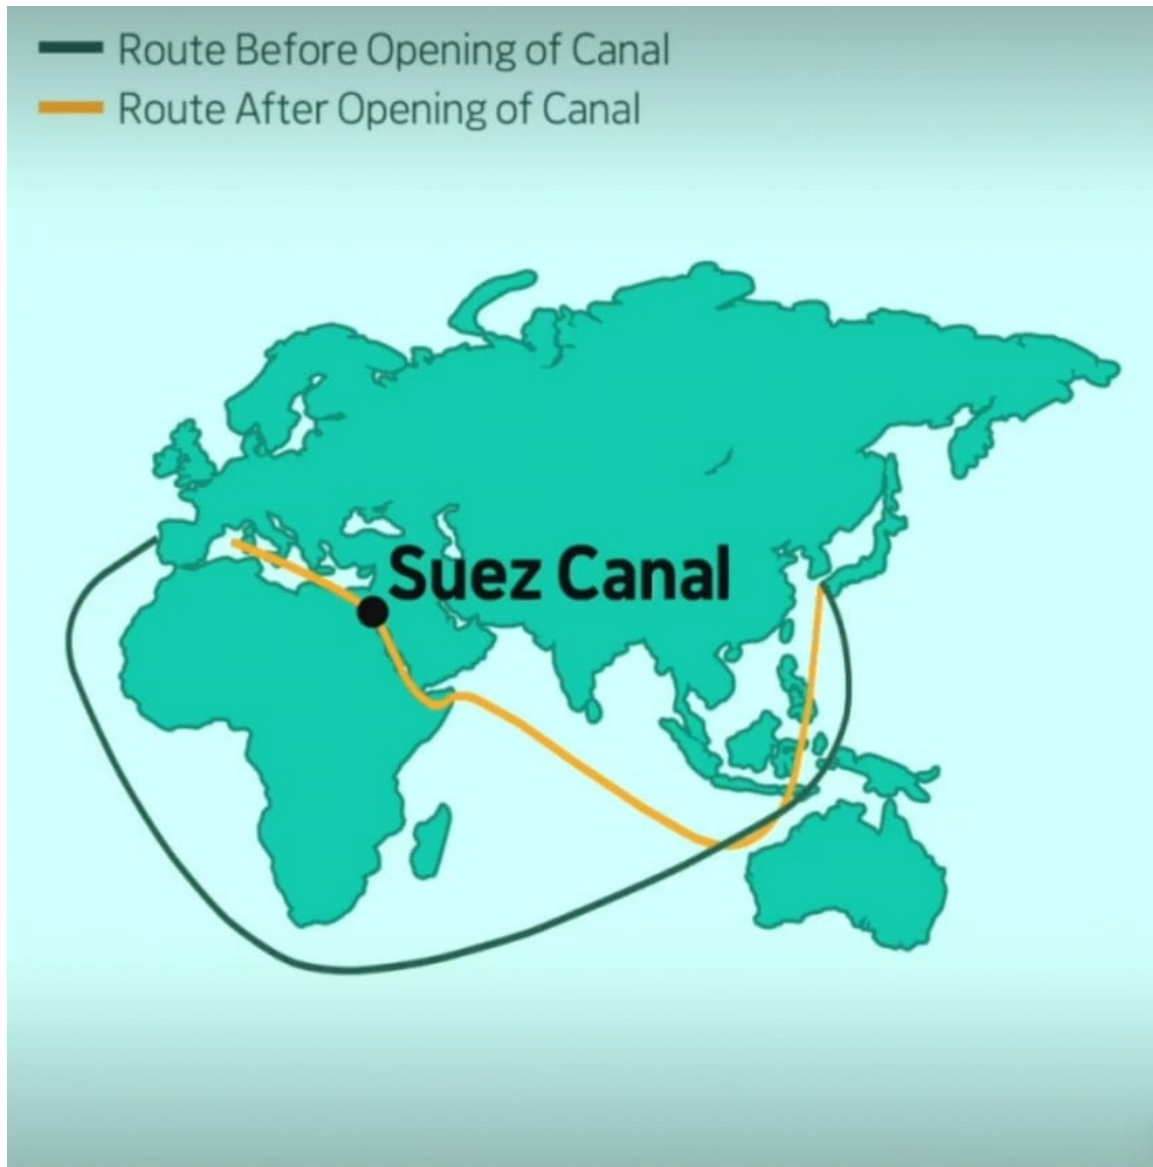 Route Before Opening of Canal
Route After Opening of Canal
Suez Canal